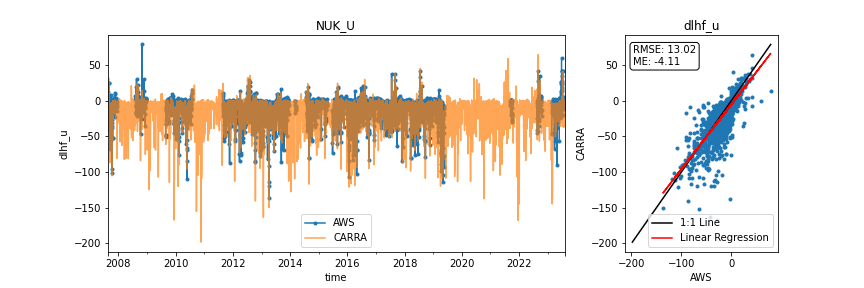 NUK_U
dlhf_u
50
0
−50
−100
−150
−200
dlhf_u
2008
2010
2012
2014
2016
2018
2020
2022
time
AWS
CARRA
RMSE: 13.02
ME: -4.11
50
0
−50
−100
−150
−200
CARRA
1:1 Line
Linear Regression
−200
−100
0
AWS